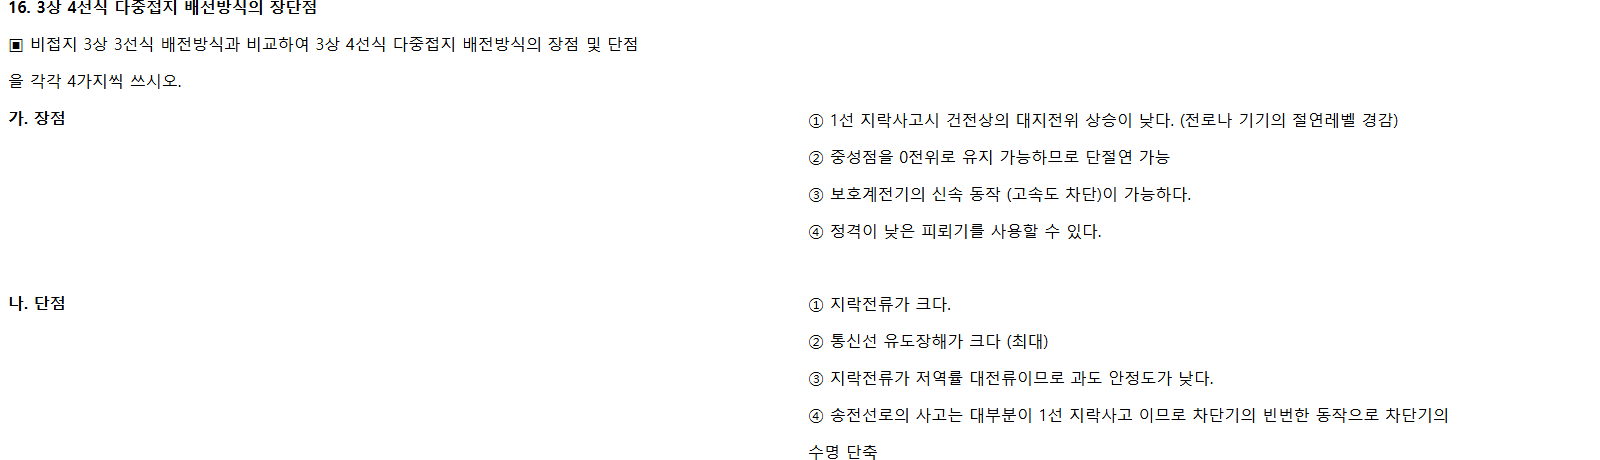 16. 3상 4선식 다중접지 배선방식의 장단점
▣ 비접지 3상 3선식 배전방식과 비교하여 3상 4선식 다중접지 배전방식의 장점 및 단점
을 각각 4가지씩 쓰시오.
가. 장점
① 1선 지락사고시 건전상의 대지전위 상승이 낮다. (전로나 기기의 절연레벨 경감)
② 중성점을 0전위로 유지 가능하므로 단절연 가능
③ 보호계전기의 신속 동작 (고속도 차단)이 가능하다.
④ 정격이 낮은 피뢰기를 사용할 수 있다.
나. 단점
① 지락전류가 크다.
② 통신선 유도장해가 크다 (최대)
③ 지락전류가 저역률 대전류이므로 과도 안정도가 낮다.
④ 송전선로의 사고는 대부분이 1선 지락사고 이므로 차단기의 빈번한 동작으로 차단기의
수명 단축